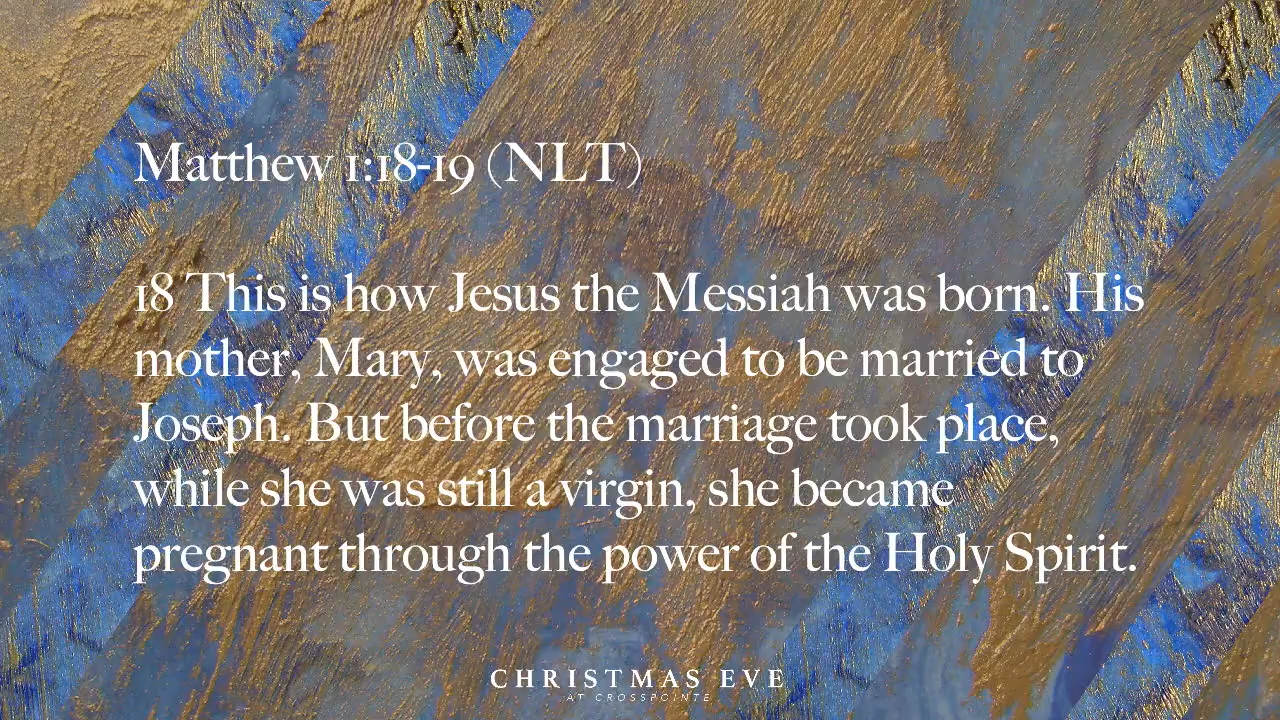 Matthew 1:18-19 (NLT)
18 This is how Jesus the Messiah was born. His
mother, Mary, was engaged to be married to
Joseph. But before the marriage took place,
while she was still a virgin, she became
pregnant through the power of the Holy Spirit.
CHRISTMAS EVE
AT CROSSPOINTE